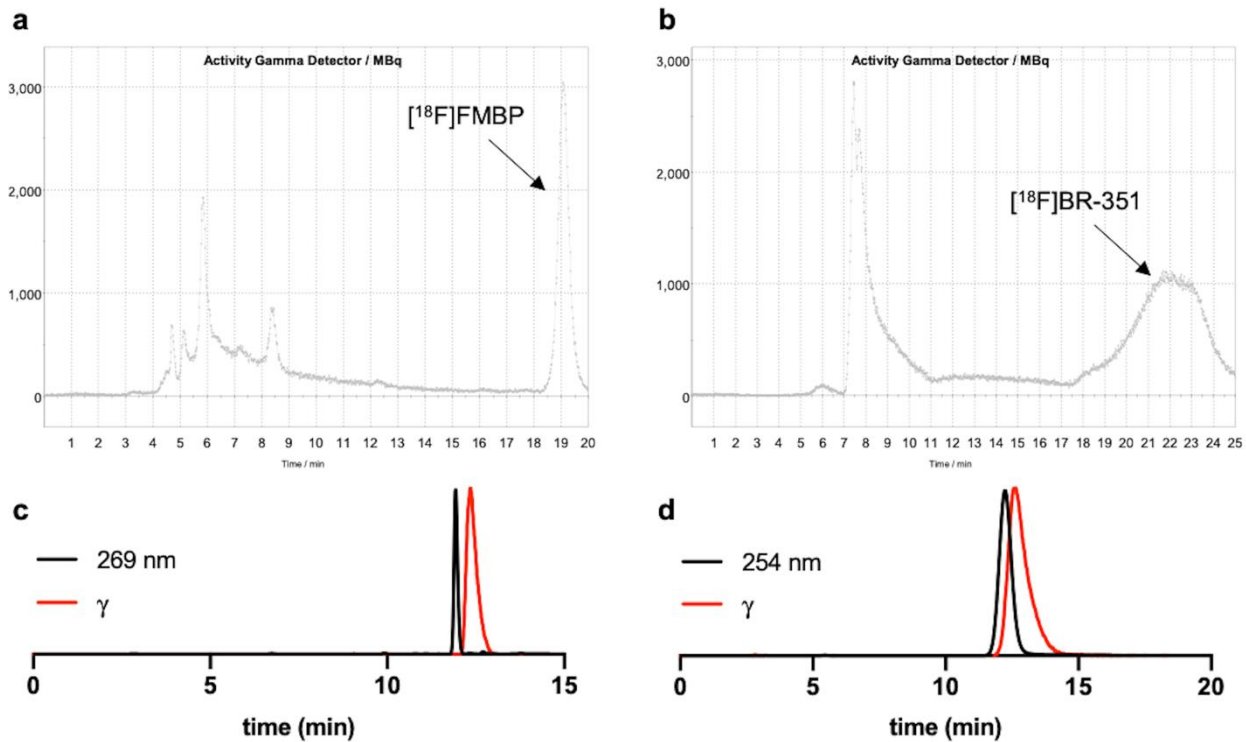 a
Activity Gamma Detector / MBq
3,000
[¹⁸F]FMBP
2,000
1,000
0
1 2 3 4 5 6 7 8 9 10 11 12 13 14 15 16 17 18 19 20
Time / min
b
Activity Gamma Detector / MBq
3,000
2,000
[¹⁸F]BR-351
1,000
0
1 2 3 4 5 6 7 8 9 10 11 12 13 14 15 16 17 18 19 20 21 22 23 24 25
Time / min
c
269 nm
γ
0 5 10 15
time (min)
d
254 nm
γ
0 5 10 15 20
time (min)